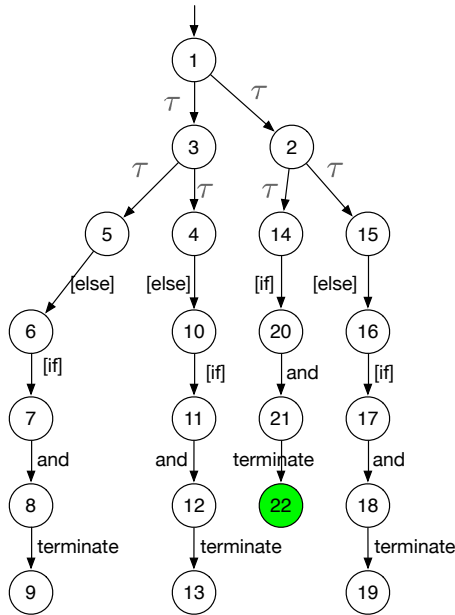 1
τ
τ
3
2
τ
τ
τ
τ
5
4
14
15
[else]
[else]
[if]
[else]
6
10
20
16
[if]
[if]
and
[if]
7
11
21
17
and
and
terminate
and
8
12
22
18
terminate
terminate
terminate
9
13
19